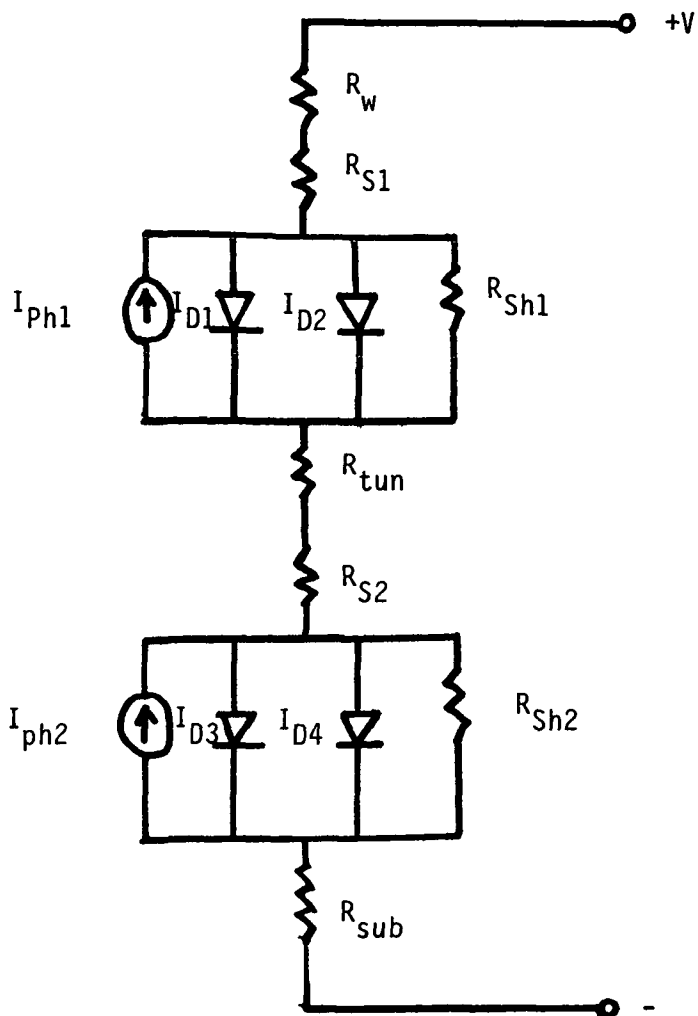 +V
R_w
R_S1
I_Ph1
I_D1
I_D2
R_Sh1
R_tun
R_S2
I_ph2
I_D3
I_D4
R_Sh2
R_sub
-